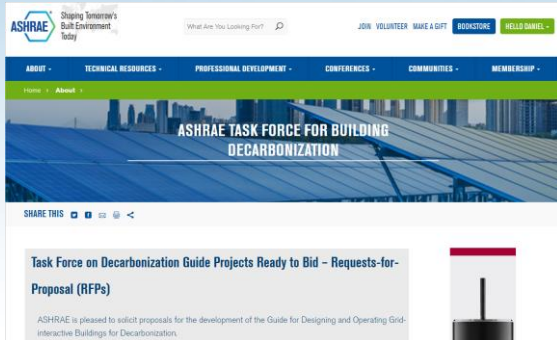 ASHRAE
Shaping Tomorrow's
Built Environment
Today
What Are You Looking For?
JOIN VOLUNTEER MAKE A GIFT BOOKSTORE HELLO DANIEL
ABOUT TECHNICAL RESOURCES PROFESSIONAL DEVELOPMENT CONFERENCES COMMUNITIES MEMBERSHIP
Home > About >
ASHRAE TASK FORCE FOR BUILDING
DECARBONIZATION
SHARE THIS
Task Force on Decarbonization Guide Projects Ready to Bid – Requests-for-
Proposal (RFPs)
ASHRAE is pleased to solicit proposals for the development of the Guide for Designing and Operating Grid-
interactive Buildings for Decarbonization.